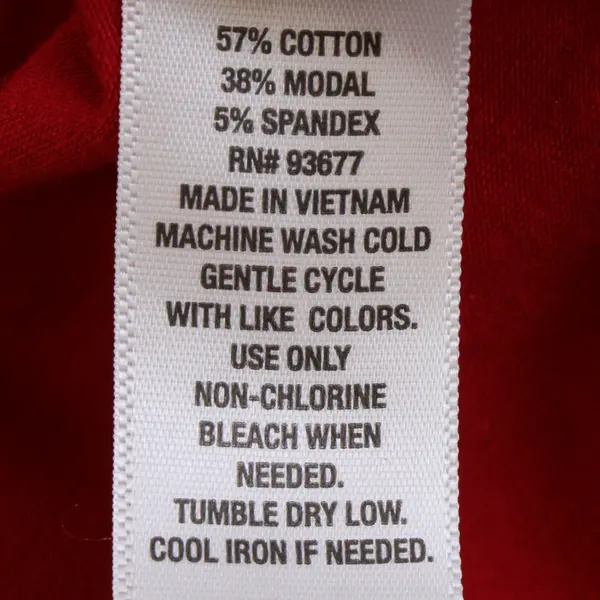 57% COTTON
38% MODAL
5% SPANDEX
RN# 93677
MADE IN VIETNAM
MACHINE WASH COLD
GENTLE CYCLE
WITH LIKE COLORS.
USE ONLY
NON-CHLORINE
BLEACH WHEN
NEEDED.
TUMBLE DRY LOW.
COOL IRON IF NEEDED.